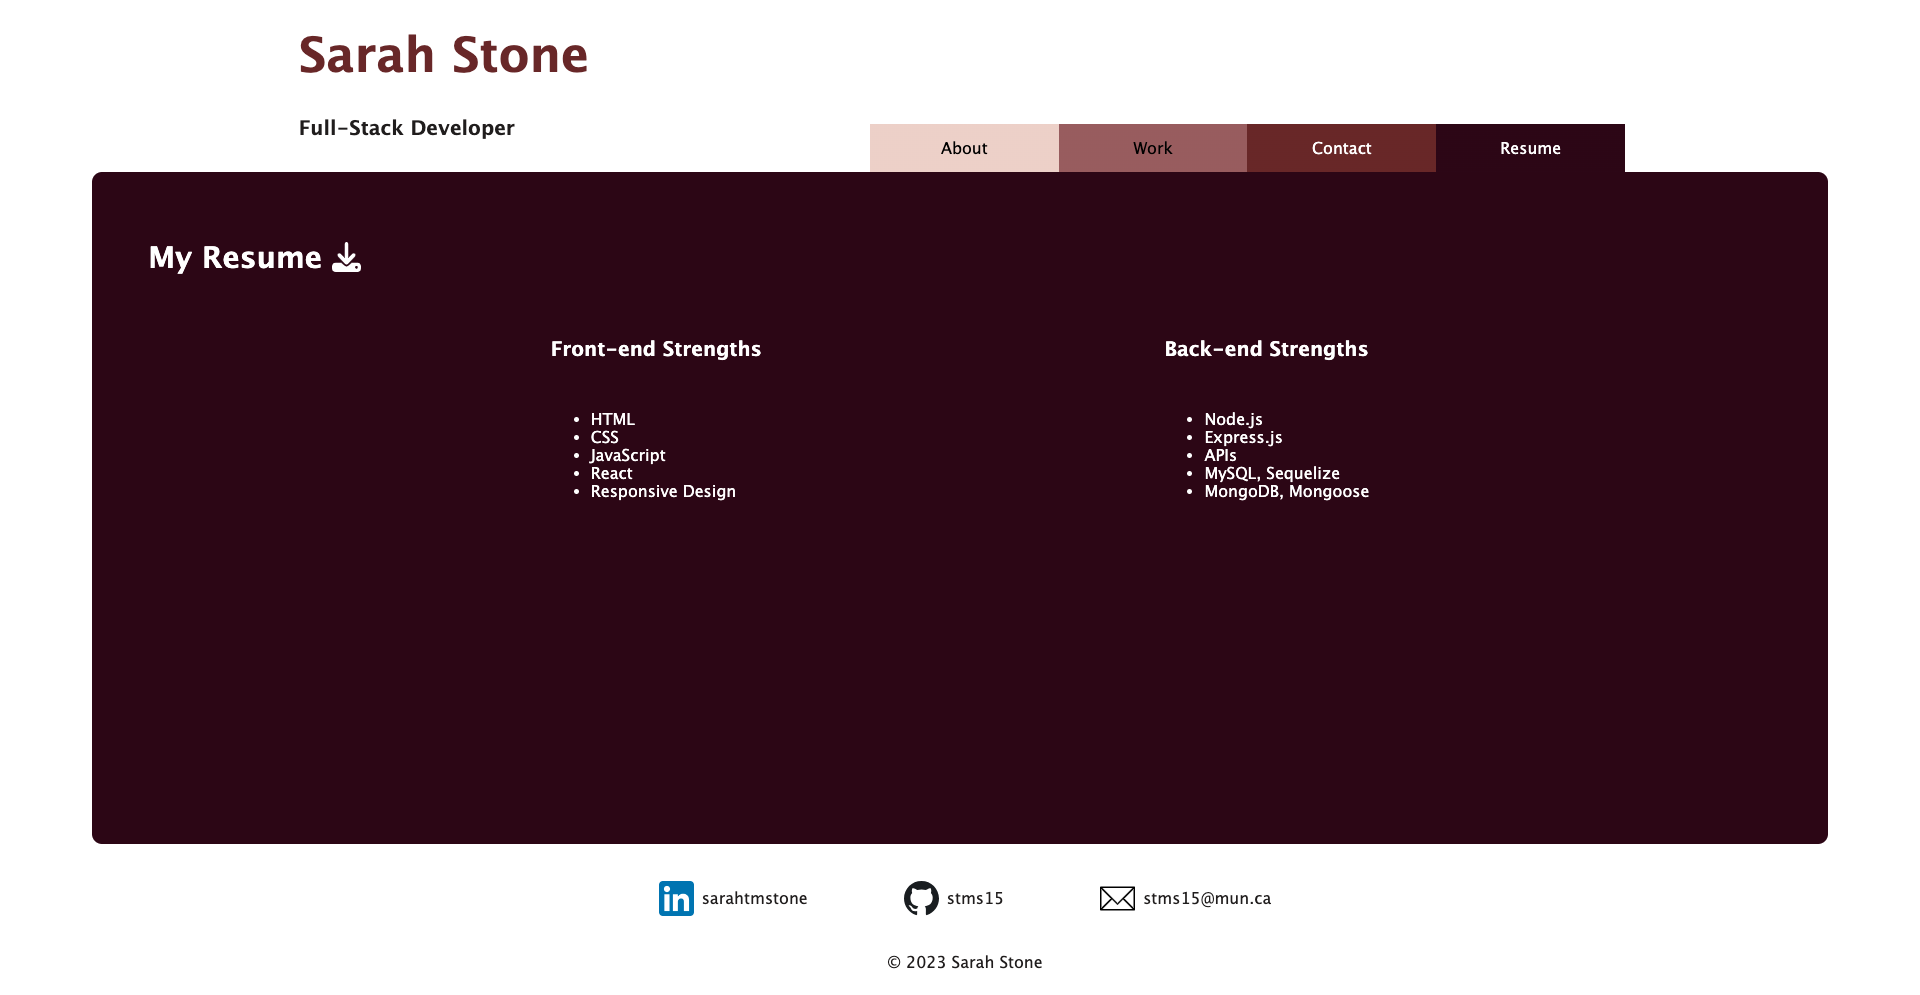 Sarah Stone
Full-Stack Developer
About
Work
Contact
Resume
My Resume
Front-end Strengths
HTML
CSS
JavaScript
React
Responsive Design
Back-end Strengths
Node.js
Express.js
APIs
MySQL, Sequelize
MongoDB, Mongoose
in sarahtmstone
stms15
stms15@mun.ca
© 2023 Sarah Stone